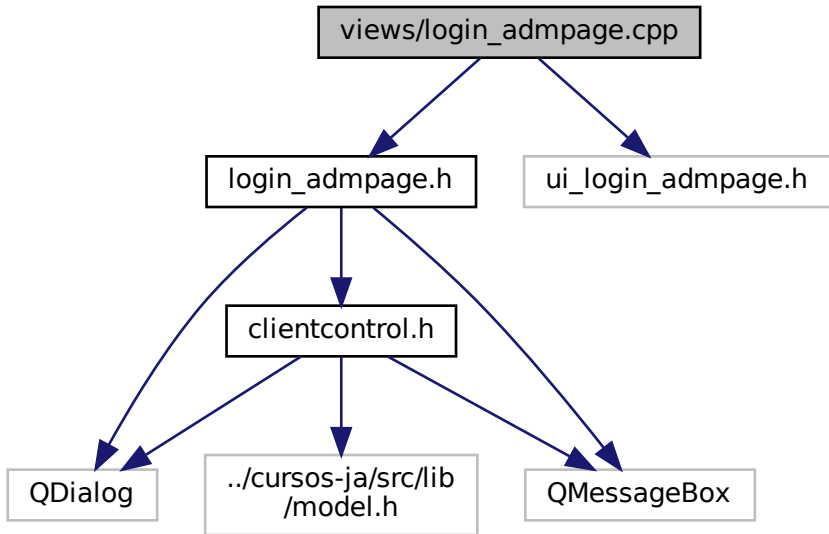 views/login_admpage.cpp
login_admpage.h
ui_login_admpage.h
clientcontrol.h
QDialog
../cursos-ja/src/lib
/model.h
QMessageBox